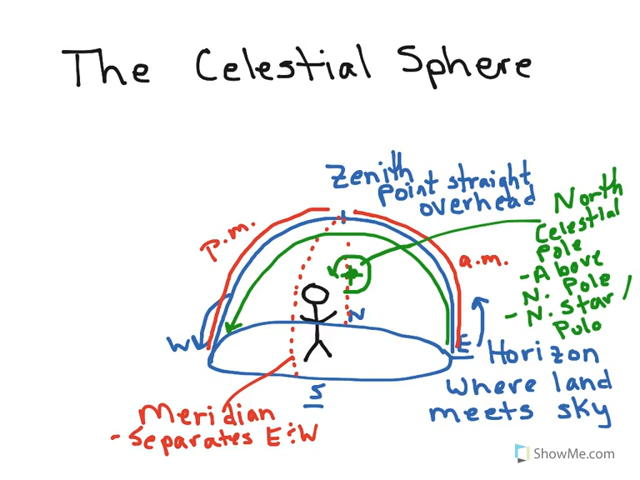 The Celestial Sphere
Zenith
Point straight
overhead
North
Celestial
Pole
- Above
N. Pole
- N. Star /
Polo
p.m.
a.m.
N
W
E
S
Horizon
where land
meets sky
Meridian
- Separates E & W
ShowMe.com